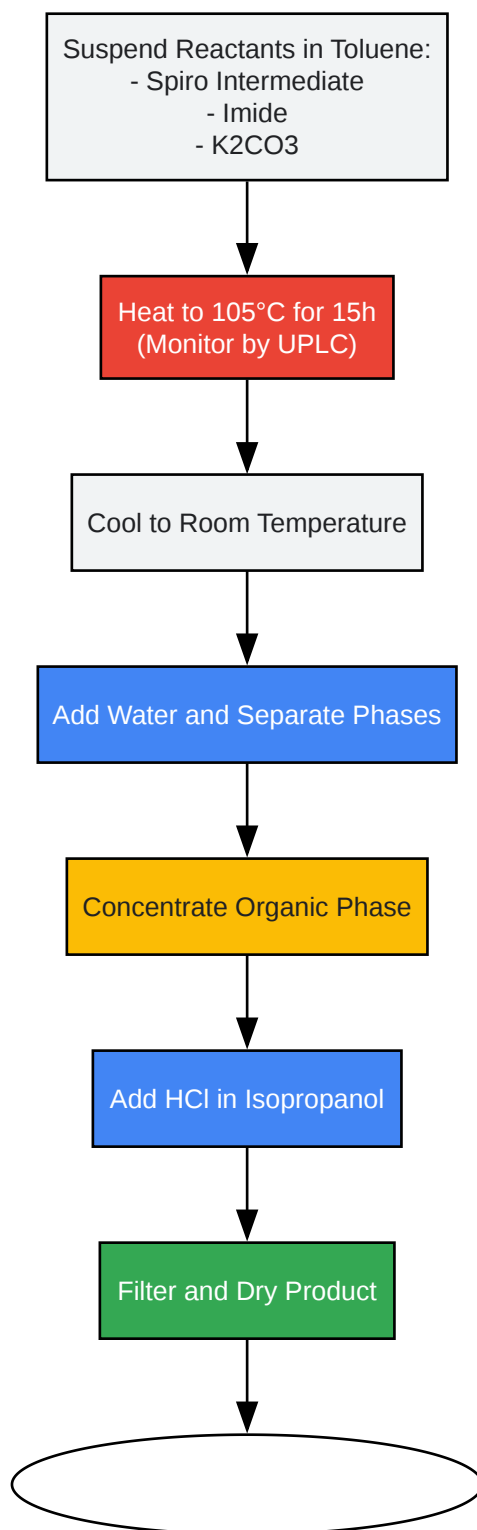 Suspend Reactants in Toluene:
- Spiro Intermediate
- Imide
- K2CO3
Heat to 105°C for 15h
(Monitor by UPLC)
Cool to Room Temperature
Add Water and Separate Phases
Concentrate Organic Phase
Add HCl in Isopropanol
Filter and Dry Product